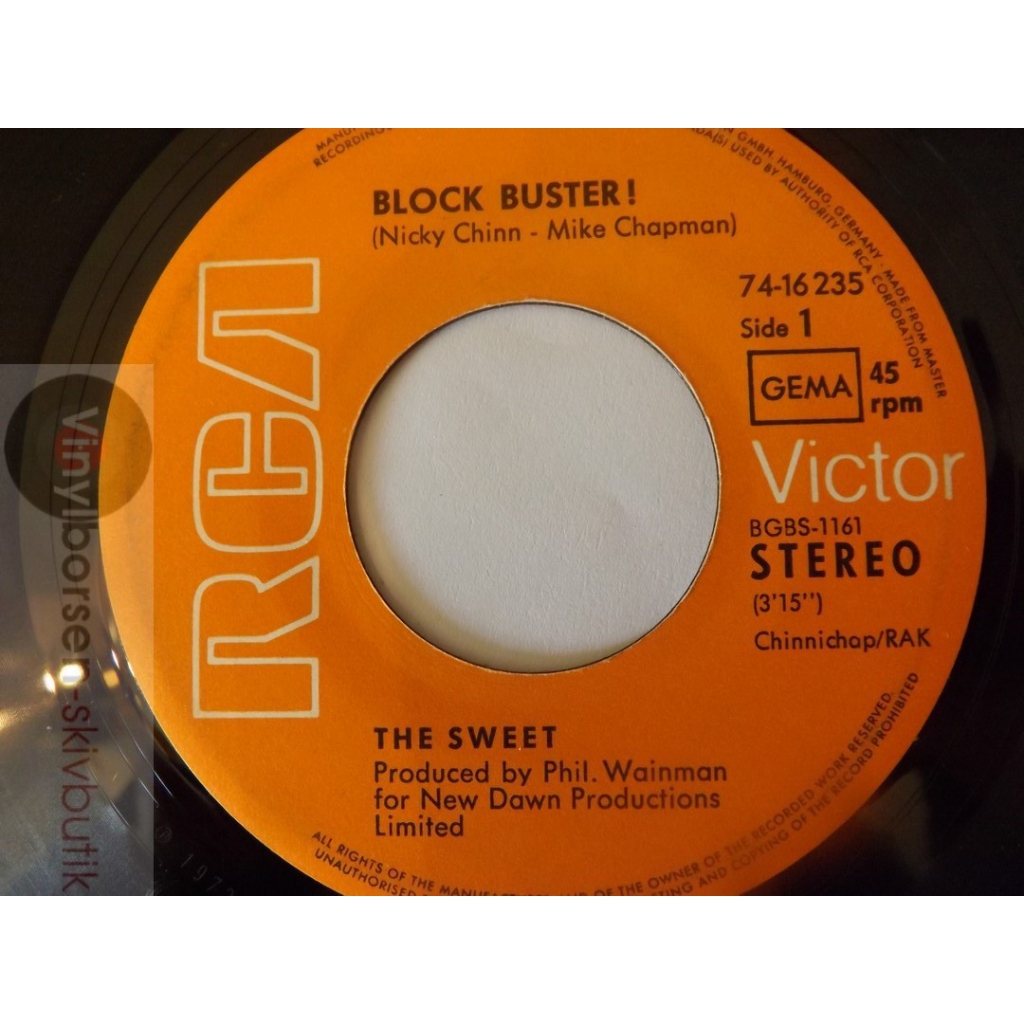 MANU
RECORDING
GMBH, HAMBURG, GERMANY · MADE FROM MASTER
USED BY AUTHORITY OF RCA CORPORATION
BLOCK BUSTER!
(Nicky Chinn - Mike Chapman)
74-16 235
Side 1
GEMA
45
rpm
RCA
Victor
BGBS-1161
STEREO
(3'15'')
Chinnichap/RAK
THE SWEET
Produced by Phil. Wainman
for New Dawn Productions
Limited
ALL RIGHTS OF THE OF THE OWNER OF THE RECORDED WORK RESERVED.
UNAUTHORISED AND COPYING OF THE RECORD PROHIBITED
Vinylborsen-skivbutik